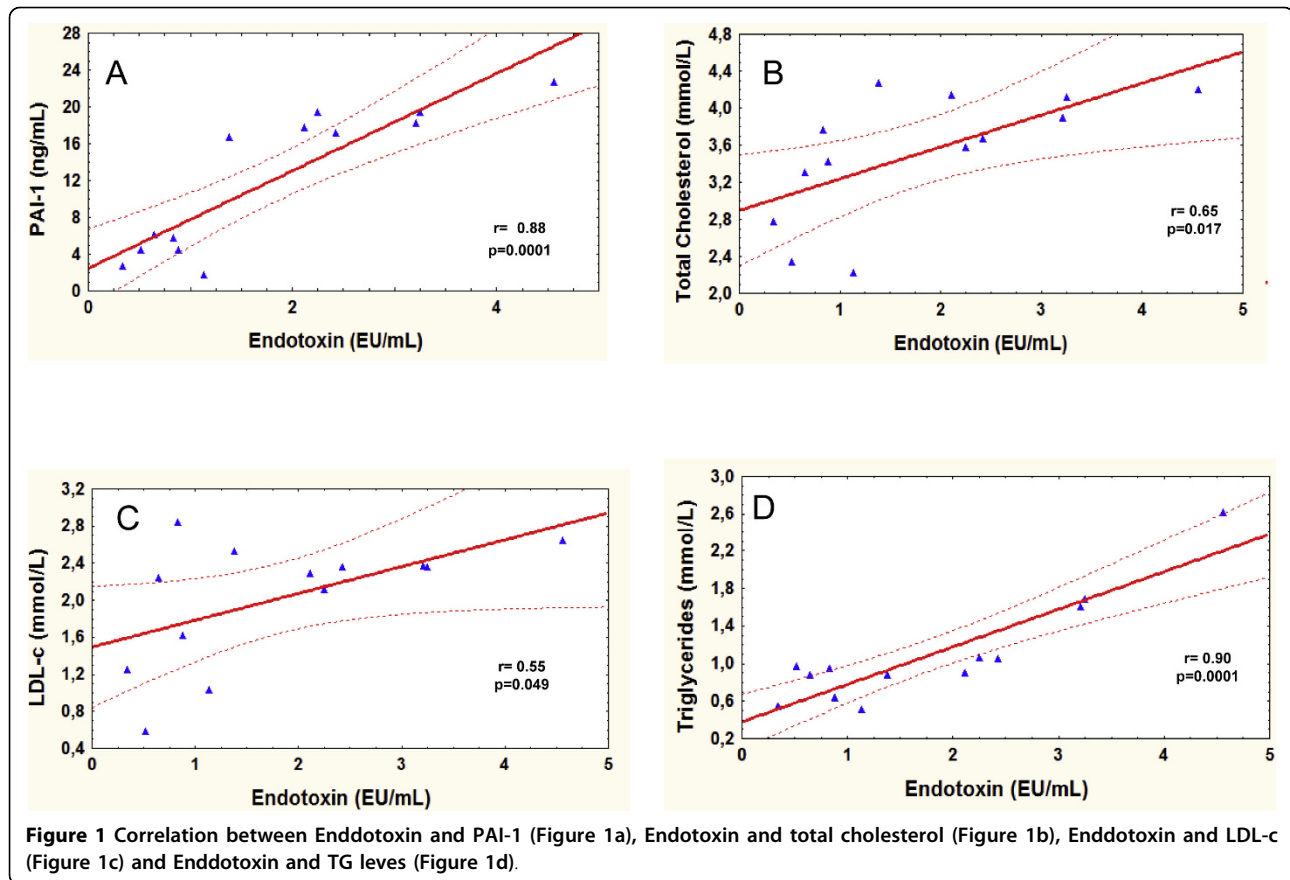 A
28
24
20
16
12
8
4
0
PAI-1 (ng/mL)
r= 0.88
p=0.0001
0 2 4
Endotoxin (EU/mL)
B
4,8
4,4
4,0
3,6
3,2
2,8
2,4
2,0
Total Cholesterol (mmol/L)
r= 0.65
p=0.017
0 1 2 3 4 5
Endotoxin (EU/mL)
C
3,2
2,8
2,4
2,0
1,6
1,2
0,8
0,4
LDL-c (mmol/L)
r= 0.55
p=0.049
0 1 2 3 4 5
Endotoxin (EU/mL)
D
3,0
2,6
2,2
1,8
1,4
1,0
0,6
0,2
Triglycerides (mmol/L)
r= 0.90
p=0.0001
0 1 2 3 4 5
Endotoxin (EU/mL)
Figure 1 Correlation between Enddotoxin and PAI-1 (Figure 1a), Endotoxin and total cholesterol (Figure 1b), Enddotoxin and LDL-c
(Figure 1c) and Enddotoxin and TG leves (Figure 1d).